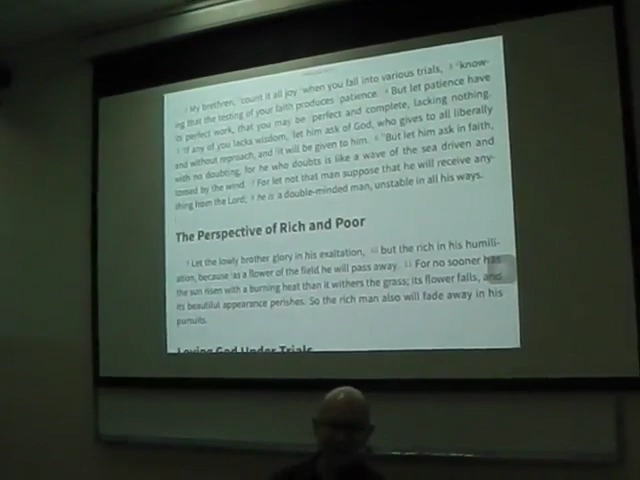 2 My brethren, count it all joy when you fall into various trials, 3 know-
ing that the testing of your faith produces patience. 4 But let patience have
its perfect work, that you may be perfect and complete, lacking nothing.
5 If any of you lacks wisdom, let him ask of God, who gives to all liberally
and without reproach, and it will be given to him. 6 But let him ask in faith,
with no doubting, for he who doubts is like a wave of the sea driven and
tossed by the wind. 7 For let not that man suppose that he will receive any-
thing from the Lord; 8 he is a double-minded man, unstable in all his ways.
The Perspective of Rich and Poor
9 Let the lowly brother glory in his exaltation, 10 but the rich in his humili-
ation, because as a flower of the field he will pass away. 11 For no sooner has
the sun risen with a burning heat than it withers the grass; its flower falls, and
its beautiful appearance perishes. So the rich man also will fade away in his
pursuits.
Loving God Under Trials